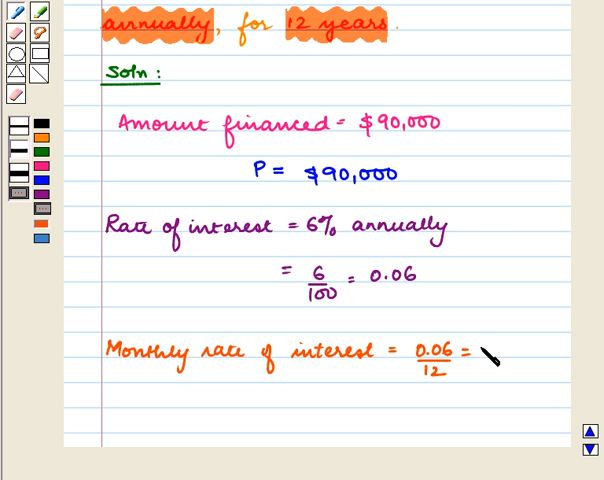 annually, for 12 years.
Soln :
Amount financed = $90,000
P = $90,000
Rate of interest = 6% annually
= 6/100 = 0.06
Monthly rate of interest = 0.06/12 =